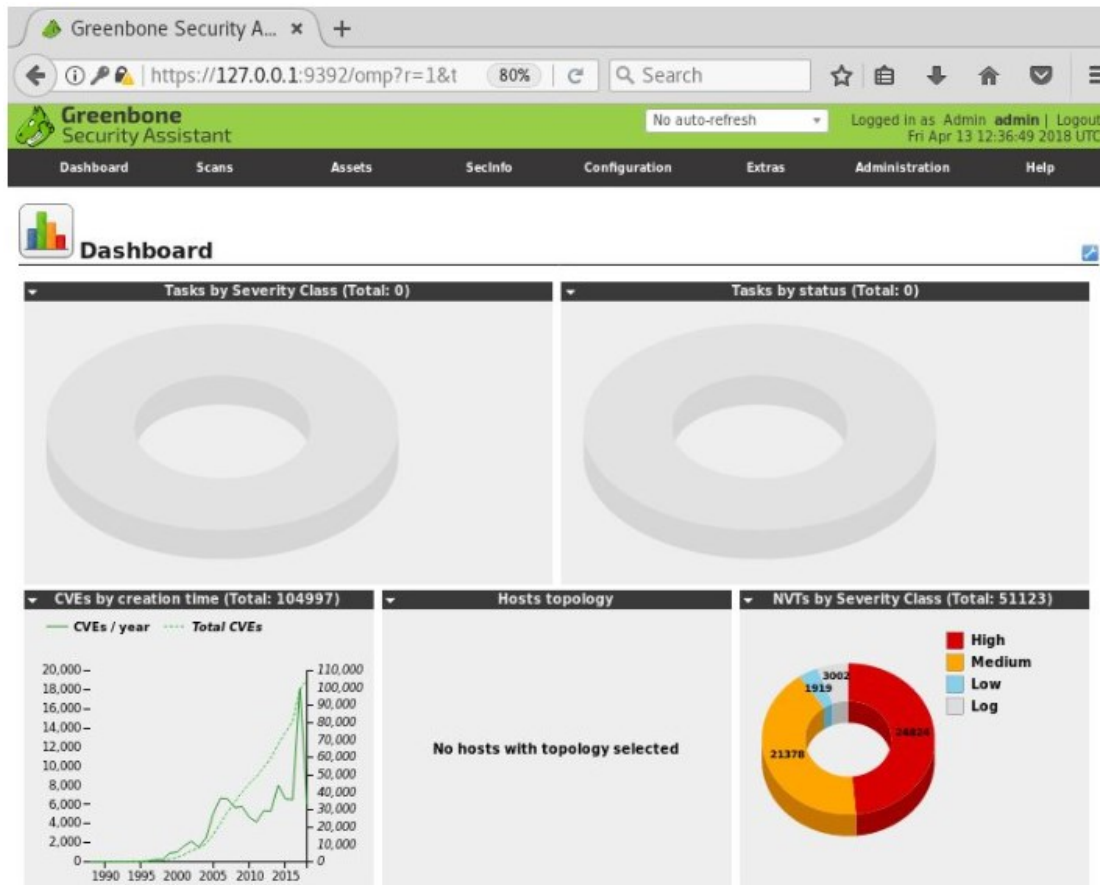 Greenbone Security A...
https://127.0.0.1:9392/omp?r=1&t 80% Search
Greenbone
Security Assistant
No auto-refresh
Logged in as Admin admin | Logout
Fri Apr 13 12:36:49 2018 UTC
Dashboard Scans Assets SecInfo Configuration Extras Administration Help
Dashboard
Tasks by Severity Class (Total: 0)
Tasks by status (Total: 0)
CVEs by creation time (Total: 104997)
CVEs / year Total CVEs
20,000
18,000
16,000
14,000
12,000
10,000
8,000
6,000
4,000
2,000
0
110,000
100,000
90,000
80,000
70,000
60,000
50,000
40,000
30,000
20,000
10,000
0
1990 1995 2000 2005 2010 2015
Hosts topology
No hosts with topology selected
NVTs by Severity Class (Total: 51123)
High
Medium
Low
Log
3002
1919
24824
21378